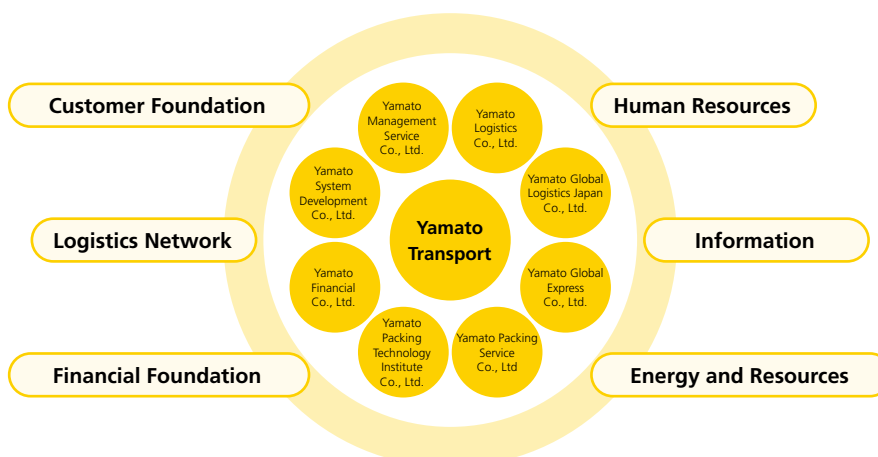 Customer Foundation
Human Resources
Yamato
Management
Service
Co., Ltd.
Yamato
Logistics
Co., Ltd.
Yamato
System
Development
Co., Ltd.
Yamato Global
Logistics Japan
Co., Ltd.
Logistics Network
Yamato
Transport
Information
Yamato
Financial
Co., Ltd.
Yamato Global
Express
Co., Ltd.
Yamato
Packing
Technology
Institute
Co., Ltd.
Yamato Packing
Service
Co., Ltd
Financial Foundation
Energy and Resources